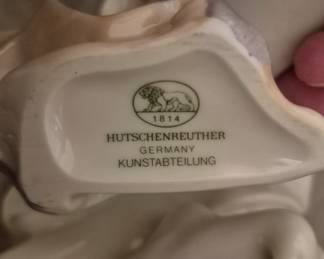 1814
HUTSCHENREUTHER
GERMANY
KUNSTABTEILUNG